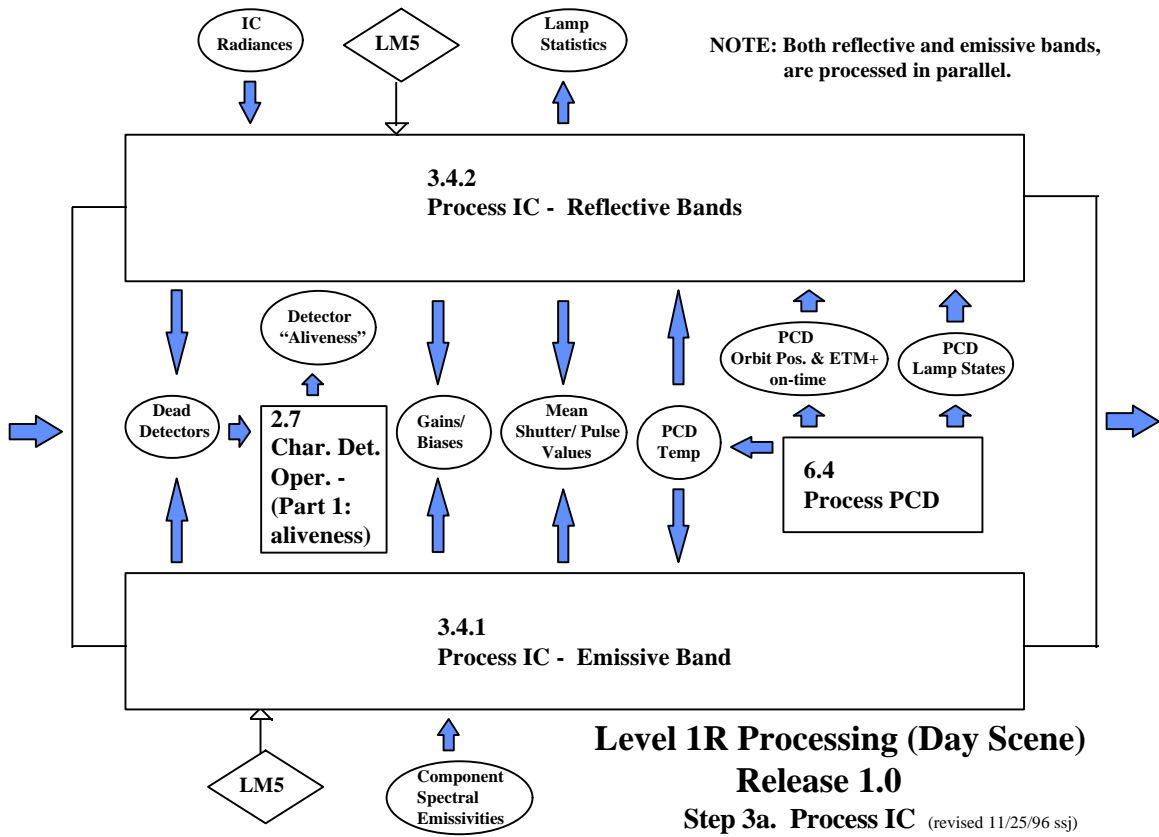 IC
Radiances
LM5
Lamp
Statistics
NOTE: Both reflective and emissive bands,
are processed in parallel.
3.4.2
Process IC - Reflective Bands
Detector
“Aliveness”
PCD
Orbit Pos. & ETM+
on-time
PCD
Lamp States
Dead
Detectors
2.7
Char. Det.
Oper. -
(Part 1:
aliveness)
Gains/
Biases
Mean
Shutter/ Pulse
Values
PCD
Temp
6.4
Process PCD
3.4.1
Process IC - Emissive Band
LM5
Component
Spectral
Emissivities
Level 1R Processing (Day Scene)
Release 1.0
Step 3a. Process IC (revised 11/25/96 ssj)